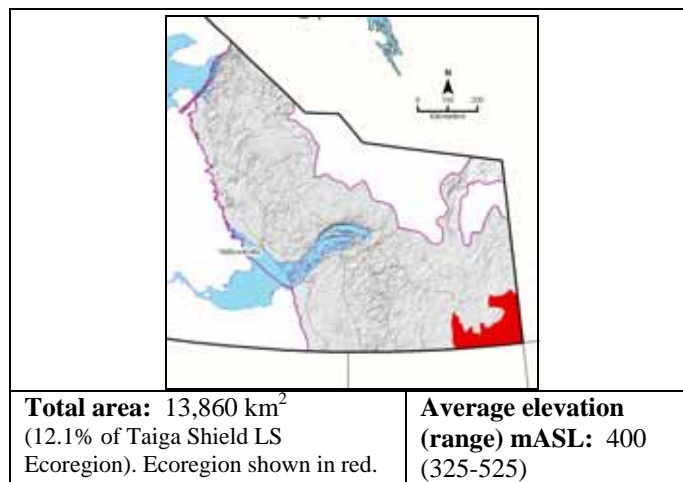 N
Total area: 13,860 km²
(12.1% of Taiga Shield LS
Ecoregion). Ecoregion shown in red.
Average elevation
(range) mASL: 400
(325-525)